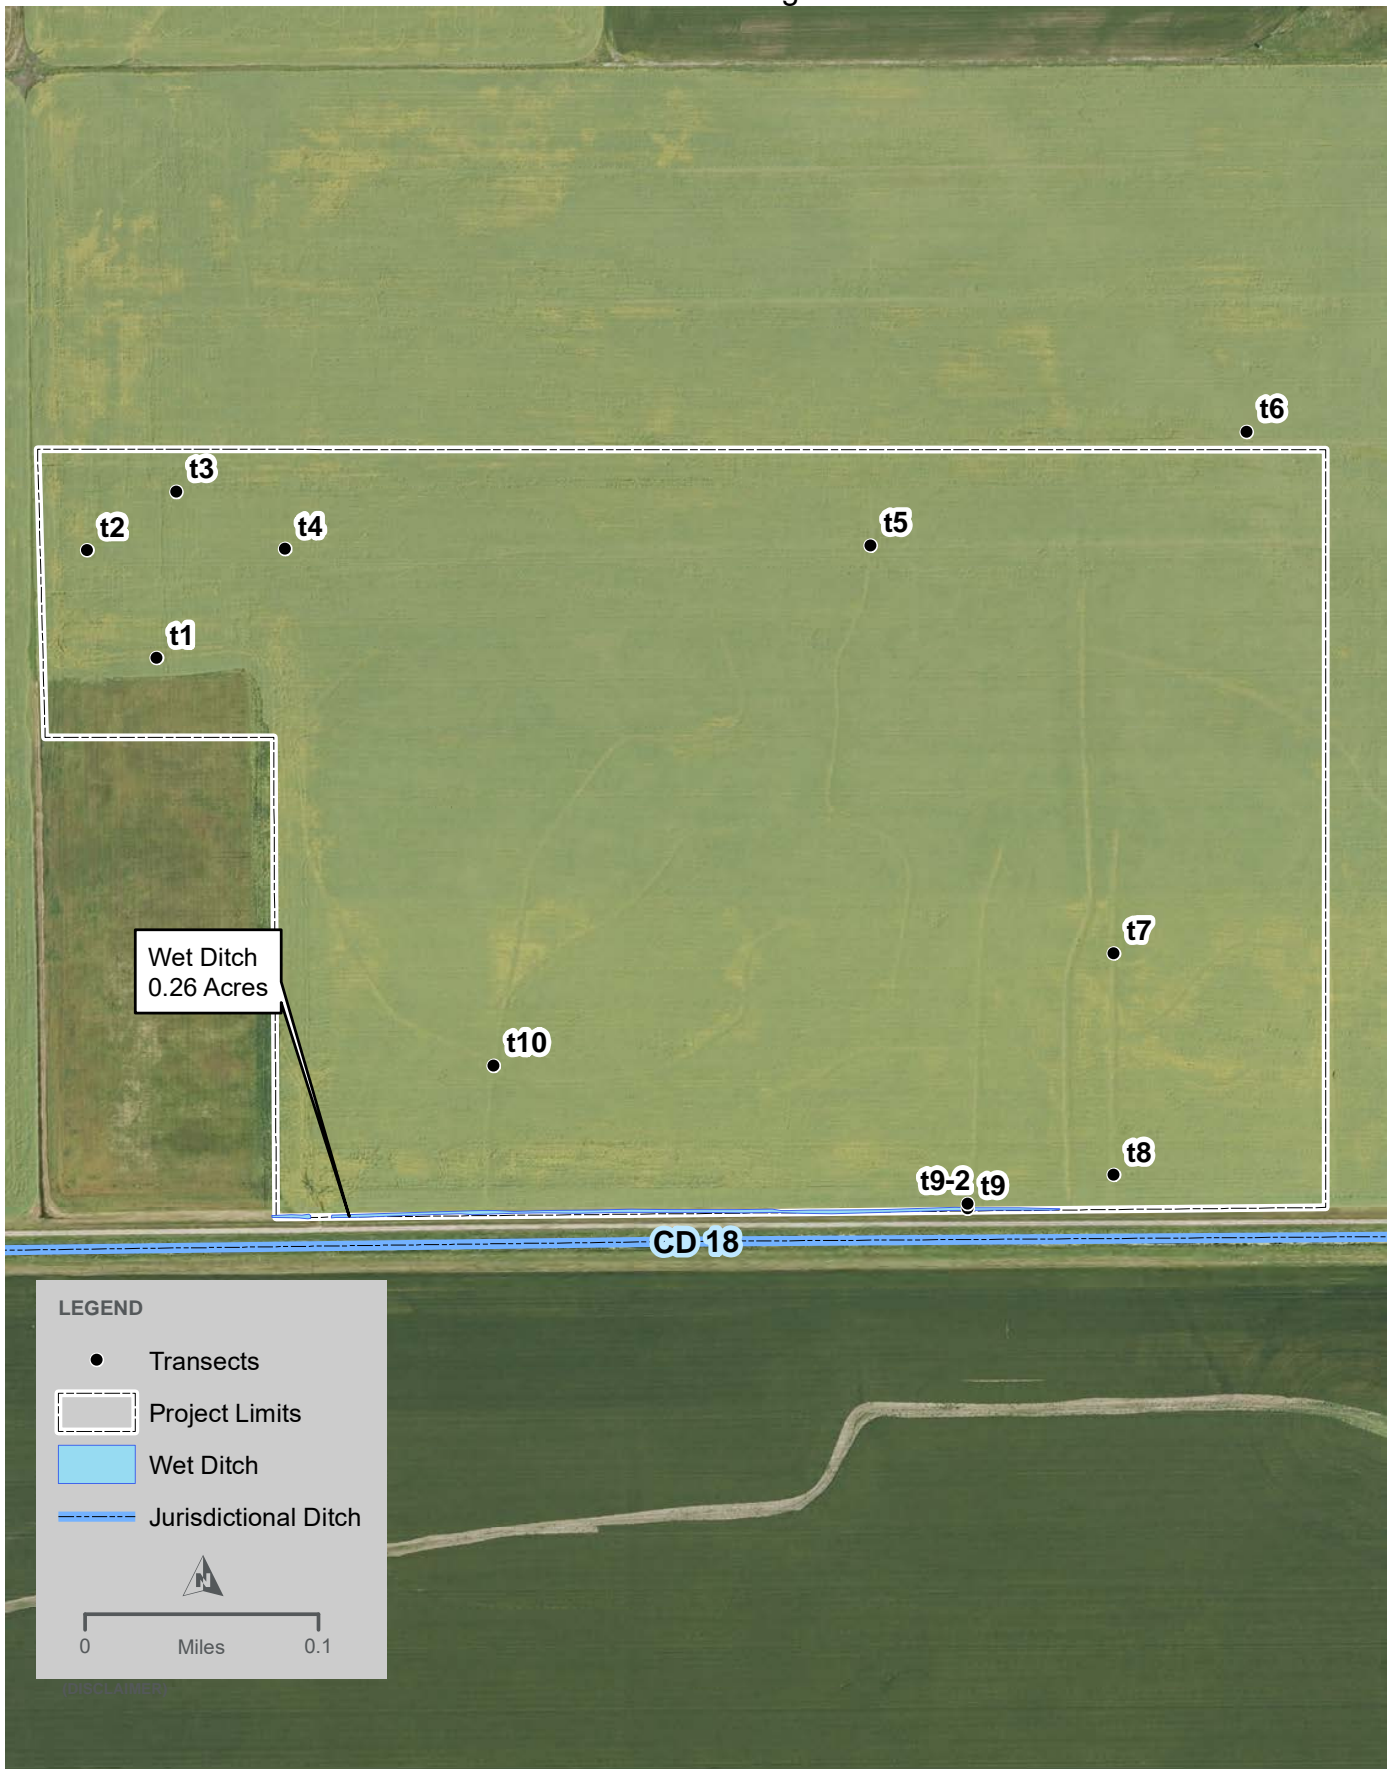 t6
t3
t2
t4
t5
t1
t7
Wet Ditch
0.26 Acres
t10
t8
t9-2
t9
CD 18
LEGEND
Transects
Project Limits
Wet Ditch
Jurisdictional Ditch
N
0 Miles 0.1
(DISCLAIMER)